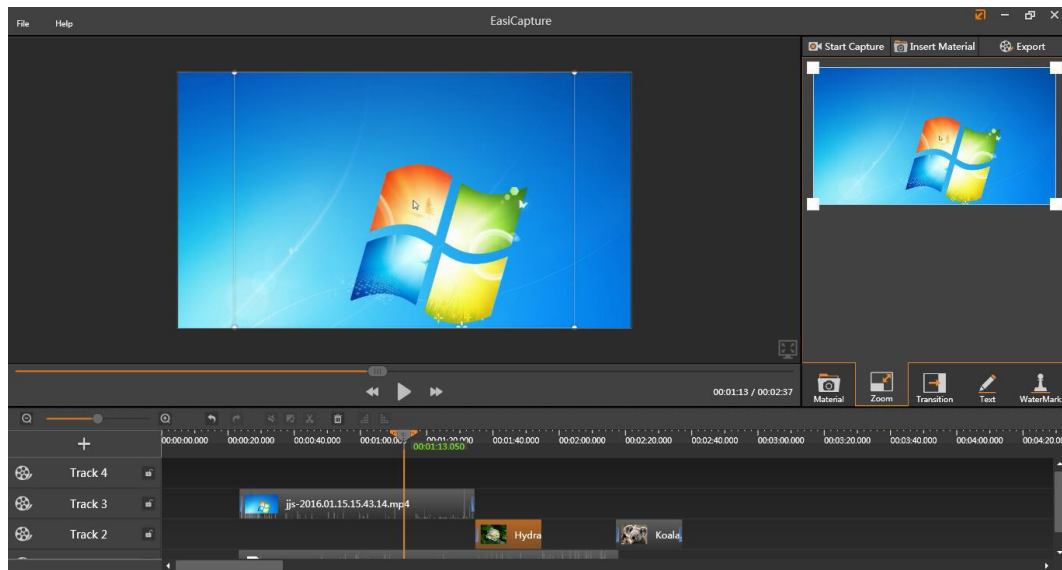 File Help EasiCapture
Start Capture Insert Material Export
00:01:13 / 00:02:37
Material Zoom Transition Text WaterMark
00:00:00.000 00:00:20.000 00:00:40.000 00:01:40.000 00:02:00.000 00:02:20.000 00:02:40.000 00:03:00.000 00:03:20.000 00:03:40.000 00:04:00.000
00:01:13.050
Track 4
Track 3 jjs-2016.01.15.15.43.14.mp4
Track 2 Hydra Koala.